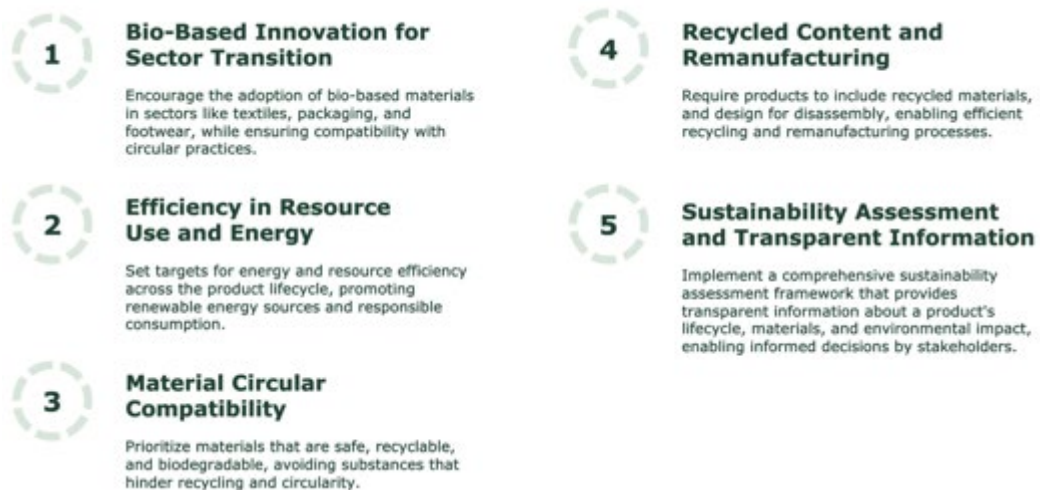 1
Bio-Based Innovation for
Sector Transition
Encourage the adoption of bio-based materials
in sectors like textiles, packaging, and
footwear, while ensuring compatibility with
circular practices.
2
Efficiency in Resource
Use and Energy
Set targets for energy and resource efficiency
across the product lifecycle, promoting
renewable energy sources and responsible
consumption.
3
Material Circular
Compatibility
Prioritize materials that are safe, recyclable,
and biodegradable, avoiding substances that
hinder recycling and circularity.
4
Recycled Content and
Remanufacturing
Require products to include recycled materials,
and design for disassembly, enabling efficient
recycling and remanufacturing processes.
5
Sustainability Assessment
and Transparent Information
Implement a comprehensive sustainability
assessment framework that provides
transparent information about a product's
lifecycle, materials, and environmental impact,
enabling informed decisions by stakeholders.